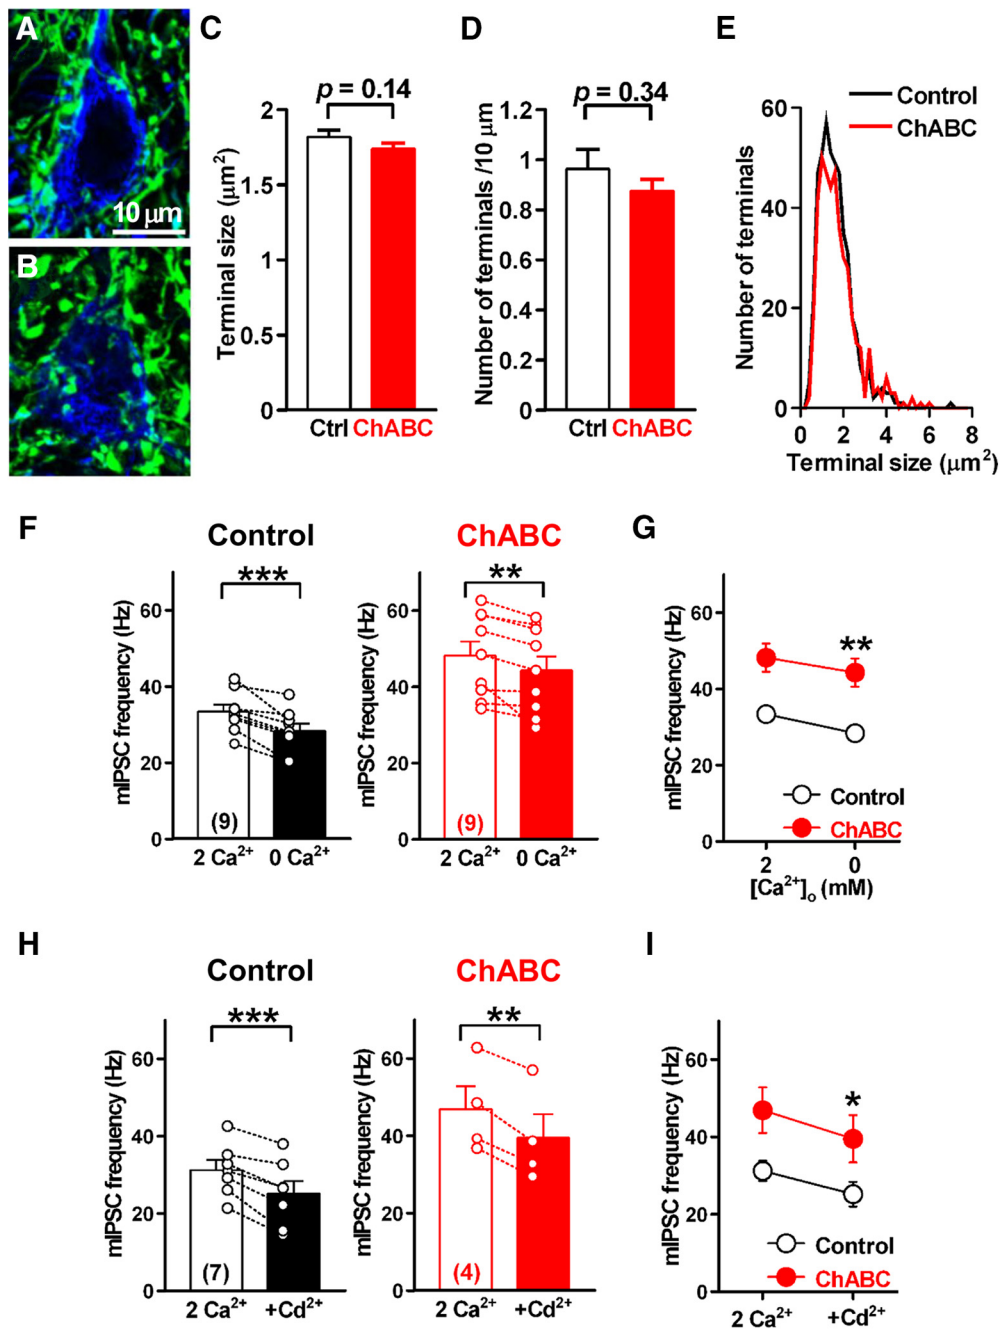 A
10 μm
B
C
p = 0.14
Terminal size (μm²)
2
1.5
1
0.5
0
Ctrl ChABC
D
p = 0.34
Number of terminals /10 μm
1.2
1
0.8
0.6
0.4
0.2
0
Ctrl ChABC
E
Control
ChABC
Number of terminals
60
40
20
0
0 2 4 6 8
Terminal size (μm²)
F
Control
***
mIPSC frequency (Hz)
60
40
20
0
(9)
2 Ca²⁺ 0 Ca²⁺
ChABC
**
mIPSC frequency (Hz)
60
40
20
0
(9)
2 Ca²⁺ 0 Ca²⁺
G
**
mIPSC frequency (Hz)
60
40
20
0
Control
ChABC
2 0
[Ca²⁺]ₒ (mM)
H
Control
***
mIPSC frequency (Hz)
60
40
20
0
(7)
2 Ca²⁺ +Cd²⁺
ChABC
**
mIPSC frequency (Hz)
60
40
20
0
(4)
2 Ca²⁺ +Cd²⁺
I
*
mIPSC frequency (Hz)
60
40
20
0
Control
ChABC
2 Ca²⁺ +Cd²⁺